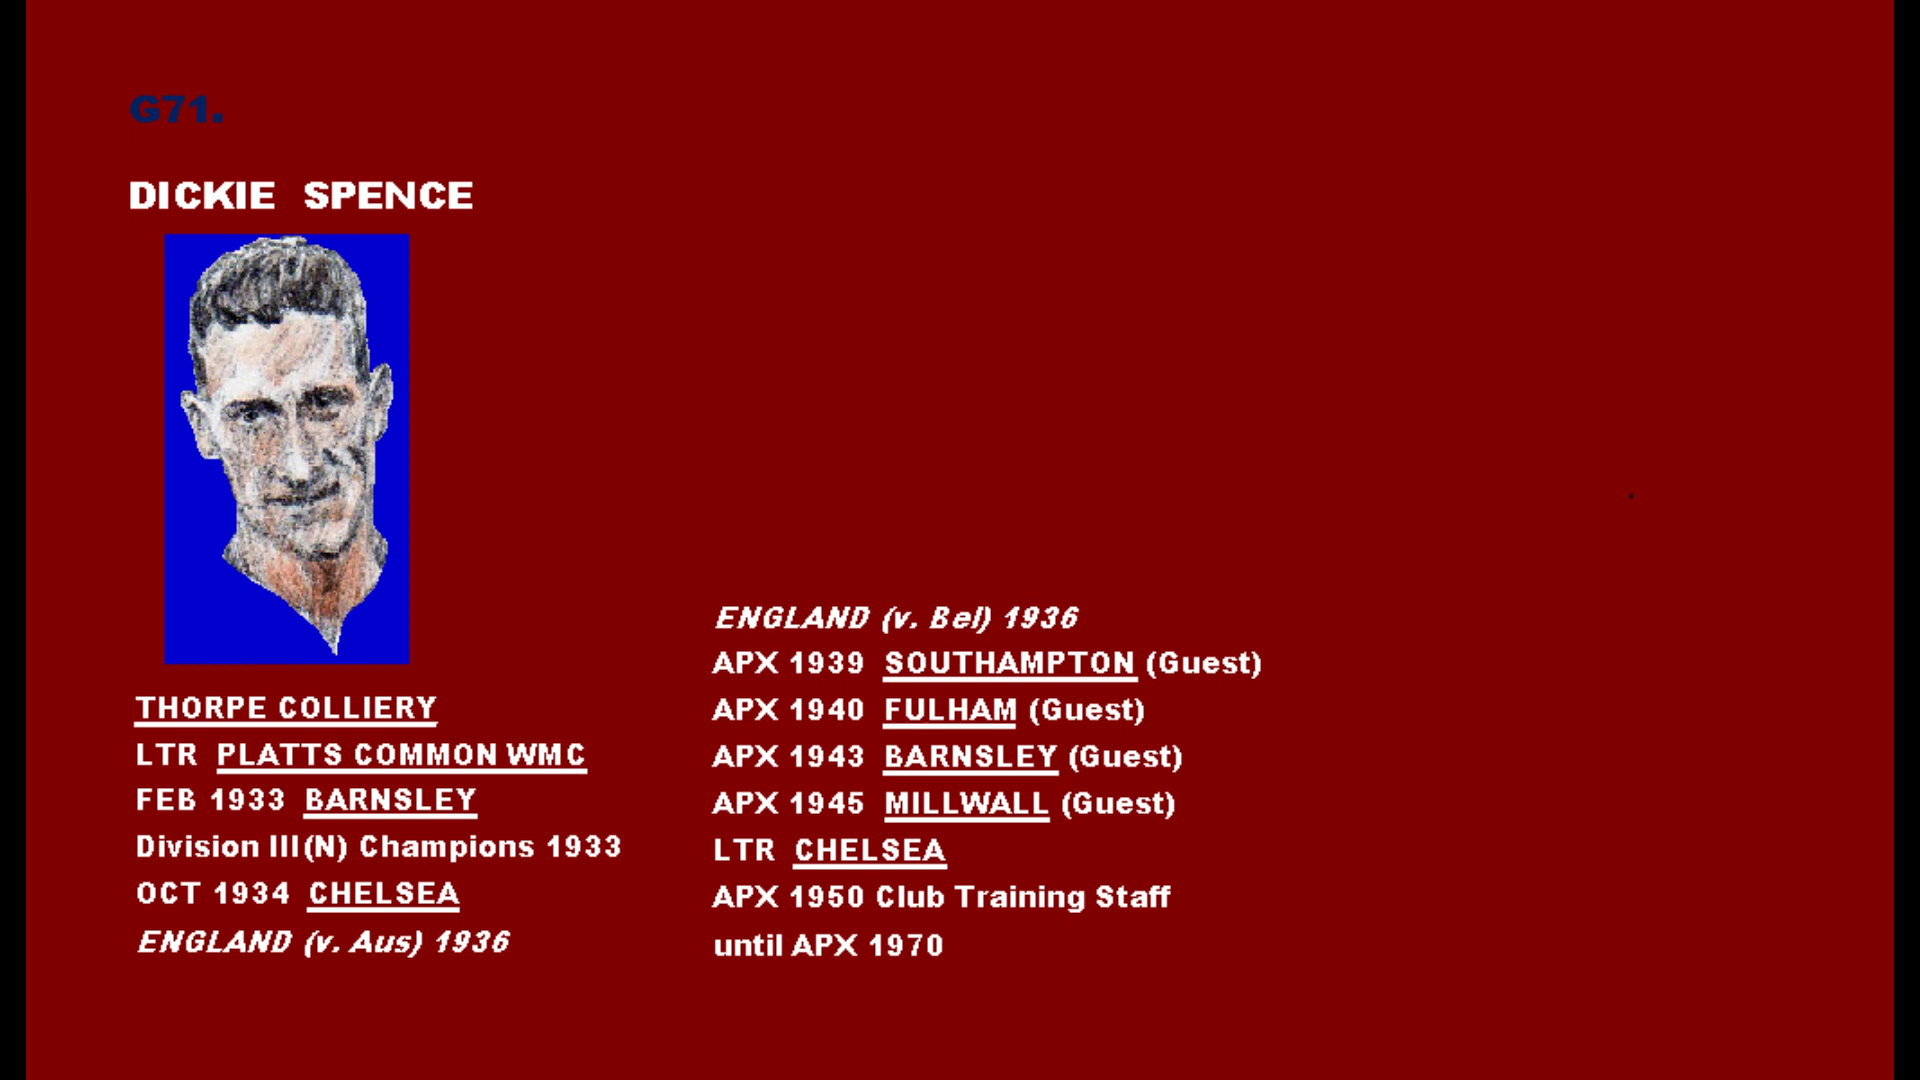 G71.
DICKIE SPENCE
THORPE COLLIERY
LTR PLATTS COMMON WMC
FEB 1933 BARNSLEY
Division III(N) Champions 1933
OCT 1934 CHELSEA
ENGLAND (v. Aus) 1936
ENGLAND (v. Bel) 1936
APX 1939 SOUTHAMPTON (Guest)
APX 1940 FULHAM (Guest)
APX 1943 BARNSLEY (Guest)
APX 1945 MILLWALL (Guest)
LTR CHELSEA
APX 1950 Club Training Staff
until APX 1970